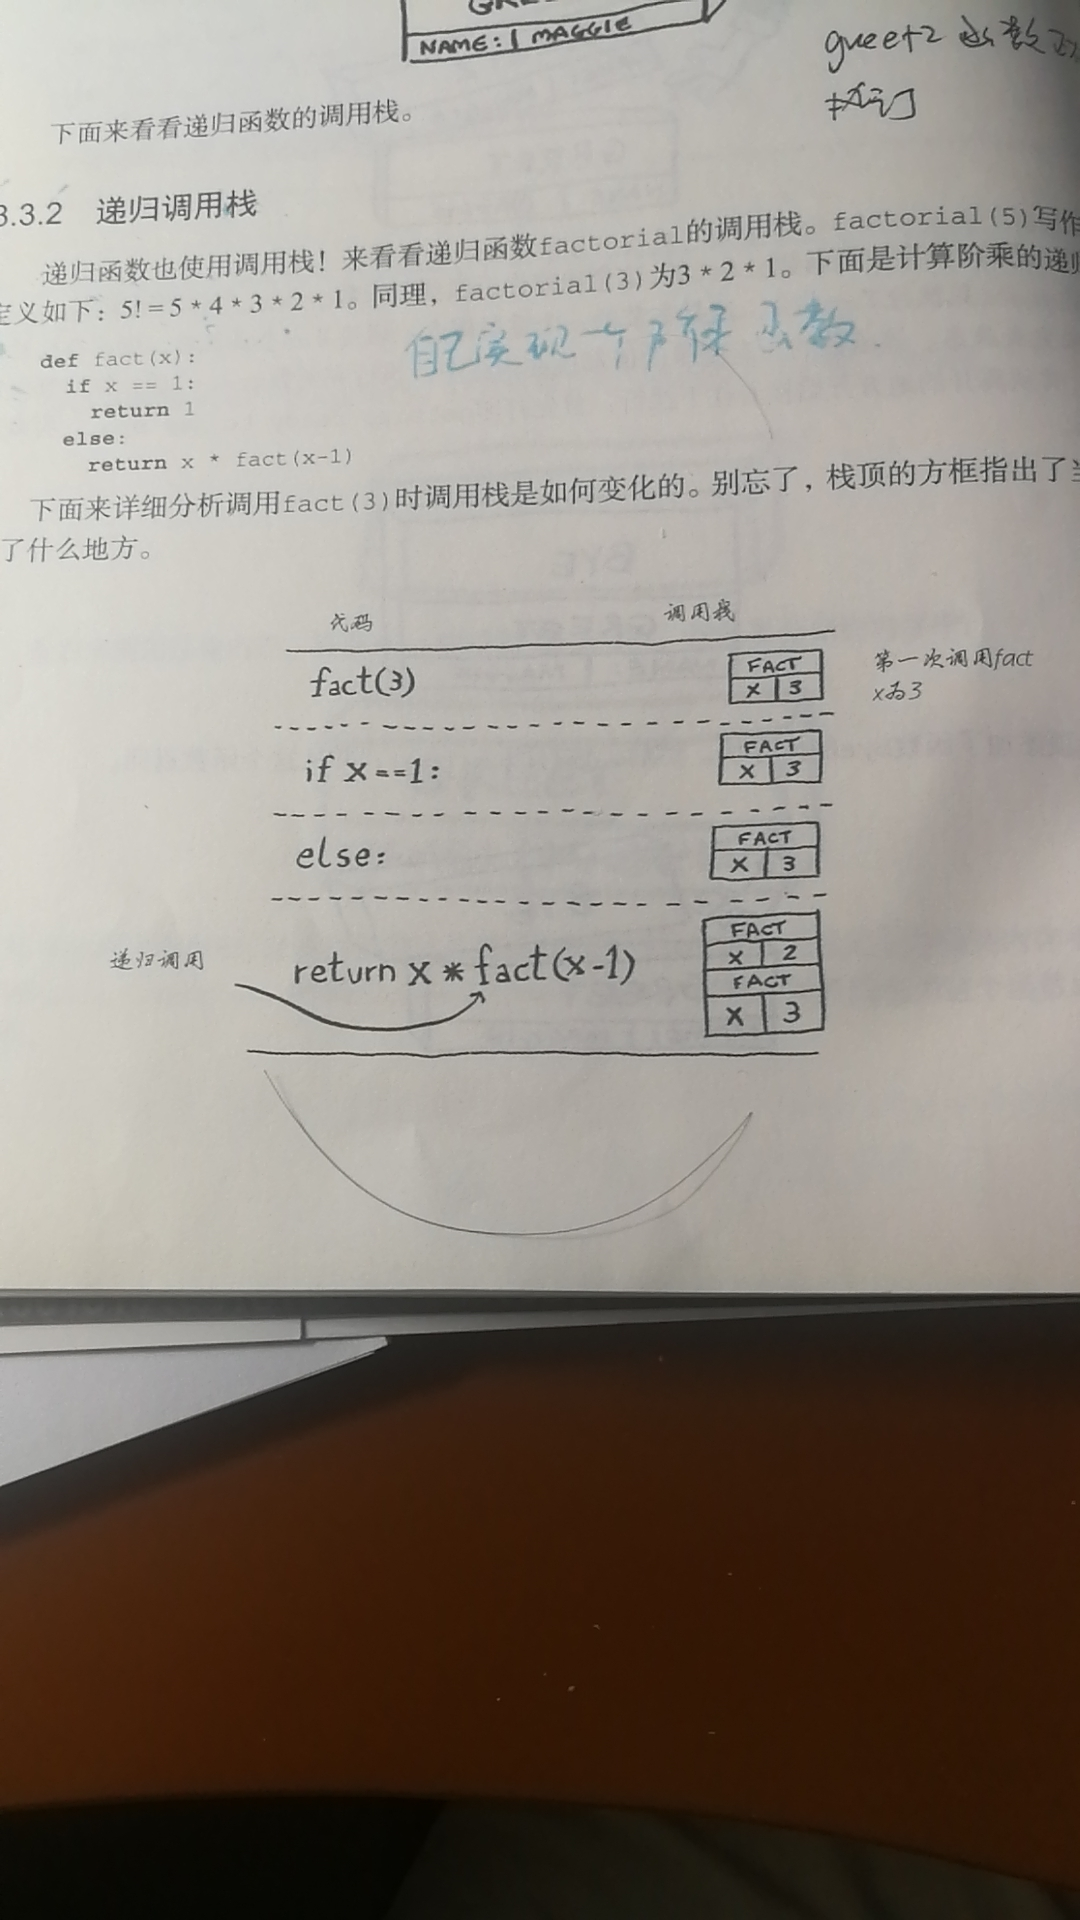 NAME: MAGGIE
greet2 函数
下面来看看递归函数的调用栈。
3.3.2 递归调用栈
递归函数也使用调用栈！来看看递归函数factorial的调用栈。factorial(5)写作
定义如下：5!=5*4*3*2*1。同理，factorial(3)为3*2*1。下面是计算阶乘的递归
自己实现一个阶乘函数.
def fact(x):
if x == 1:
return 1
else:
return x * fact(x-1)
下面来详细分析调用fact(3)时调用栈是如何变化的。别忘了，栈顶的方框指出了当
了什么地方。
代码 调用栈
fact(3) FACT
X 3
第一次调用fact
x为3
if x==1: FACT
X 3
else: FACT
X 3
递归调用
return x * fact(x-1) FACT
X 2
FACT
X 3